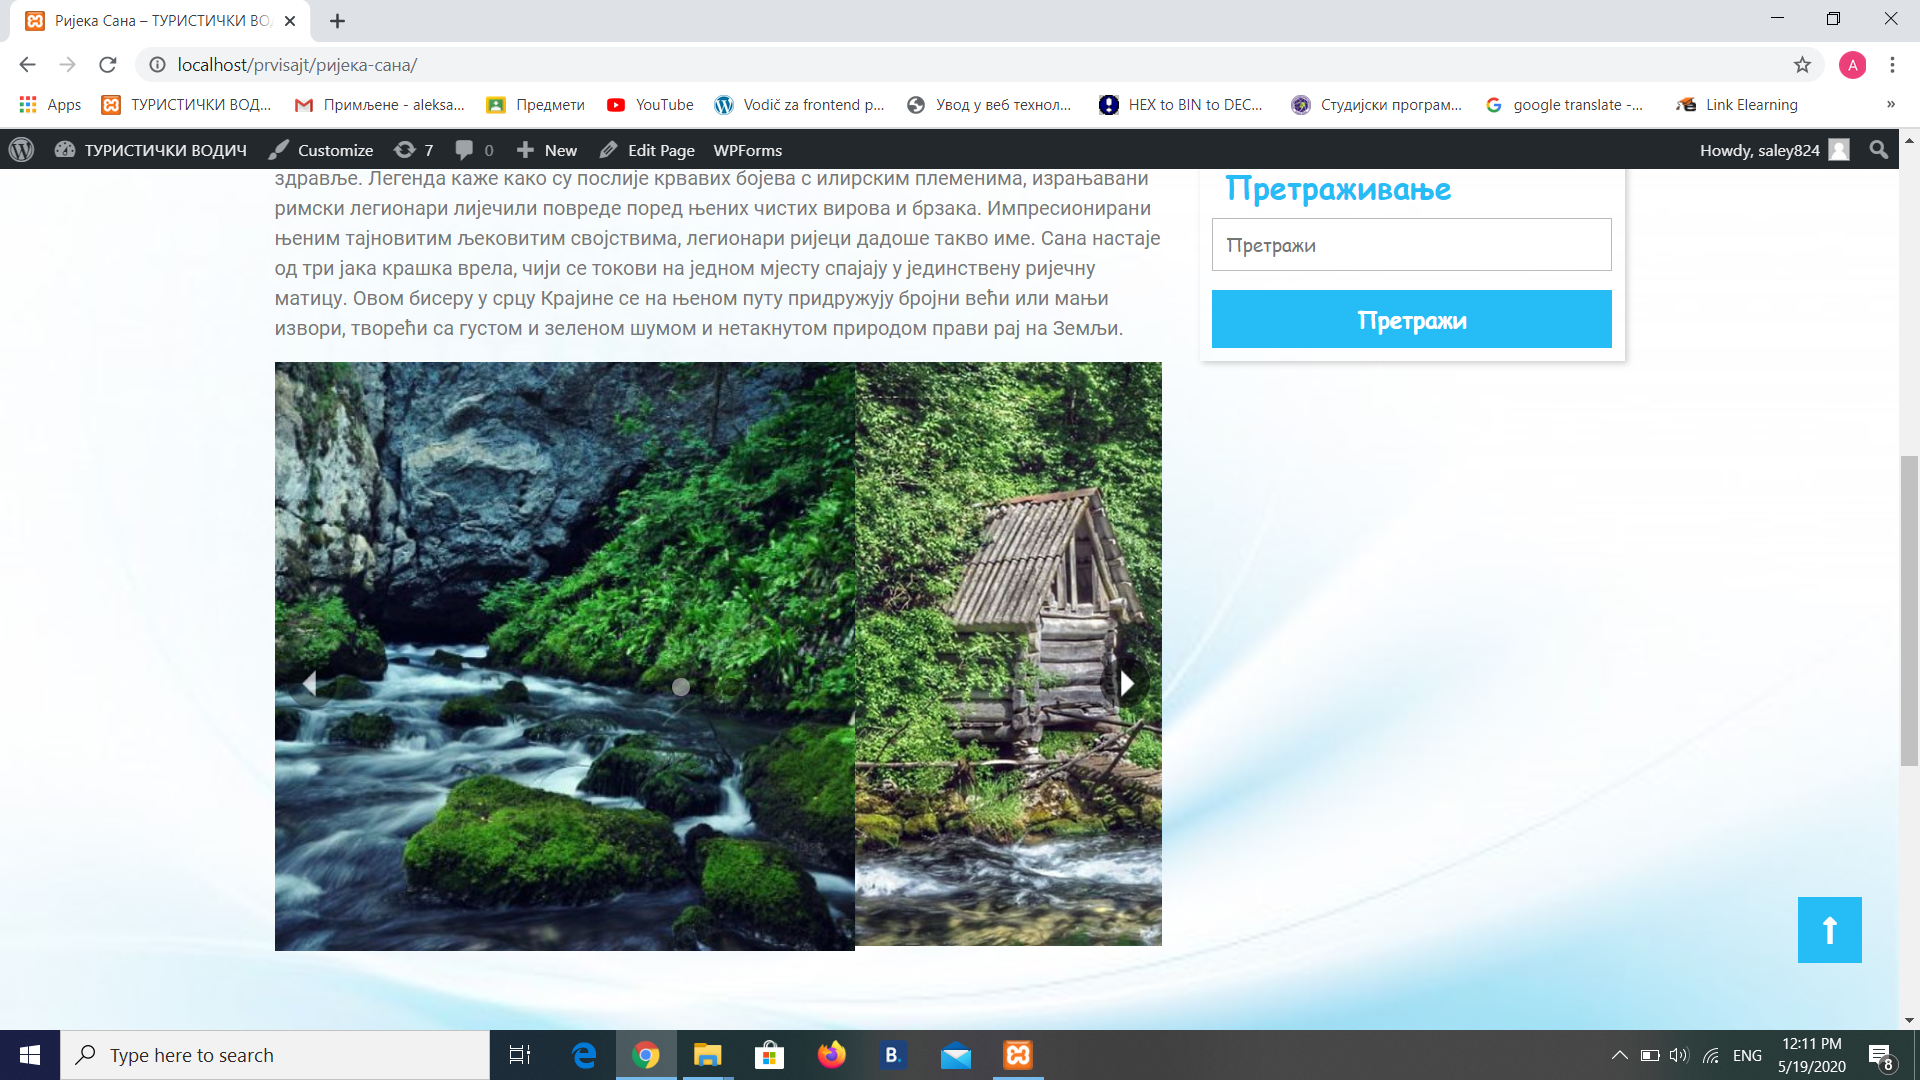 Ријека Сана – ТУРИСТИЧКИ ВО
localhost/prvisajt/ријека-сана/
A
Apps
ТУРИСТИЧКИ ВОД...
Примљене - aleksa...
Предмети
YouTube
Vodič za frontend p...
Увод у веб технол...
HEX to BIN to DEC...
Студијски програм...
google translate -...
Link Elearning
»
ТУРИСТИЧКИ ВОДИЧ
Customize
7
0
New
Edit Page
WPForms
Howdy, saley824
здравље. Легенда каже како су послије крвавих бојева с илирским племенима, израњавани
римски легионари лијечили повреде поред њених чистих вирова и брзака. Импресионирани
њеним тајновитим љековитим својствима, легионари ријеци дадоше такво име. Сана настаје
од три јака крашка врела, чији се токови на једном мјесту спајају у јединствену ријечну
матицу. Овом бисеру у срцу Крајине се на њеном путу придружују бројни већи или мањи
извори, творећи са густом и зеленом шумом и нетакнутом природом прави рај на Земљи.
Претраживање
Претражи
Претражи
Type here to search
B.
ENG
12:11 PM
5/19/2020
8